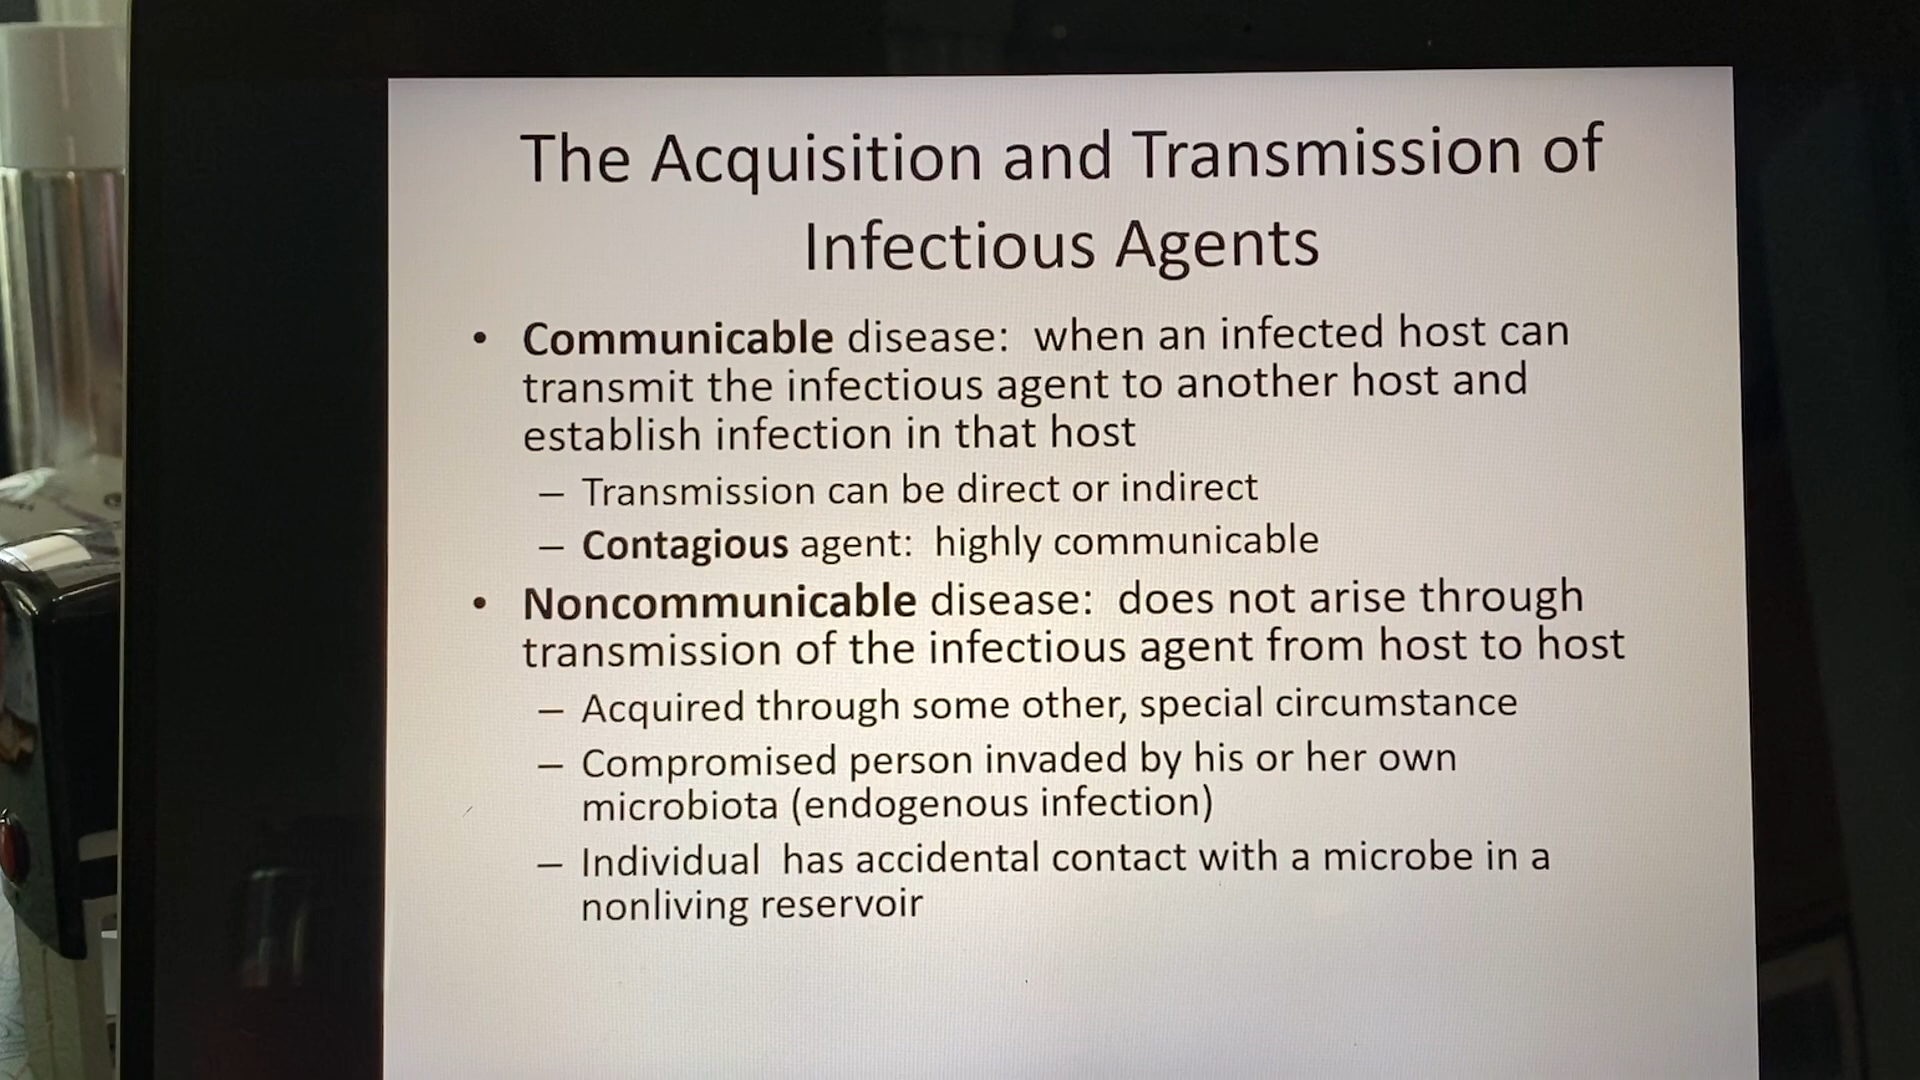 The Acquisition and Transmission of
Infectious Agents
• Communicable disease:  when an infected host can
transmit the infectious agent to another host and
establish infection in that host
– Transmission can be direct or indirect
– Contagious agent:  highly communicable
• Noncommunicable disease:  does not arise through
transmission of the infectious agent from host to host
– Acquired through some other, special circumstance
– Compromised person invaded by his or her own
microbiota (endogenous infection)
– Individual  has accidental contact with a microbe in a
nonliving reservoir